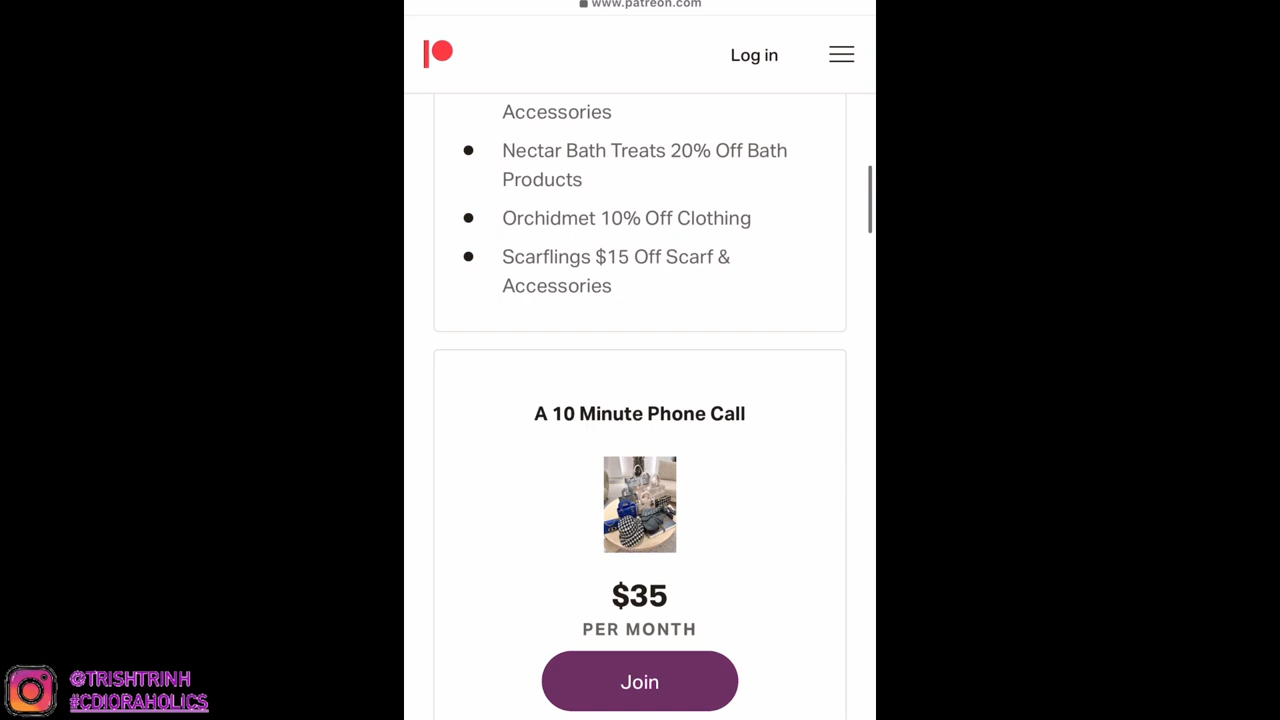 www.patreon.com
Log in
Accessories
Nectar Bath Treats 20% Off Bath
Products
Orchidmet 10% Off Clothing
Scarflings $15 Off Scarf &
Accessories
A 10 Minute Phone Call
$35
PER MONTH
Join
@TRISHTRINH
#CDIORAHOLICS